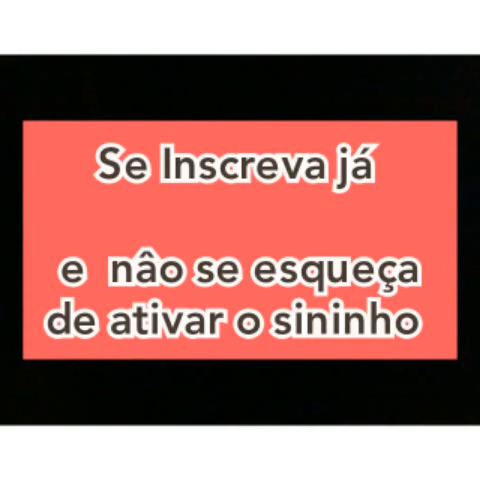 Se Inscreva já
e nâo se esqueça
de ativar o sininho